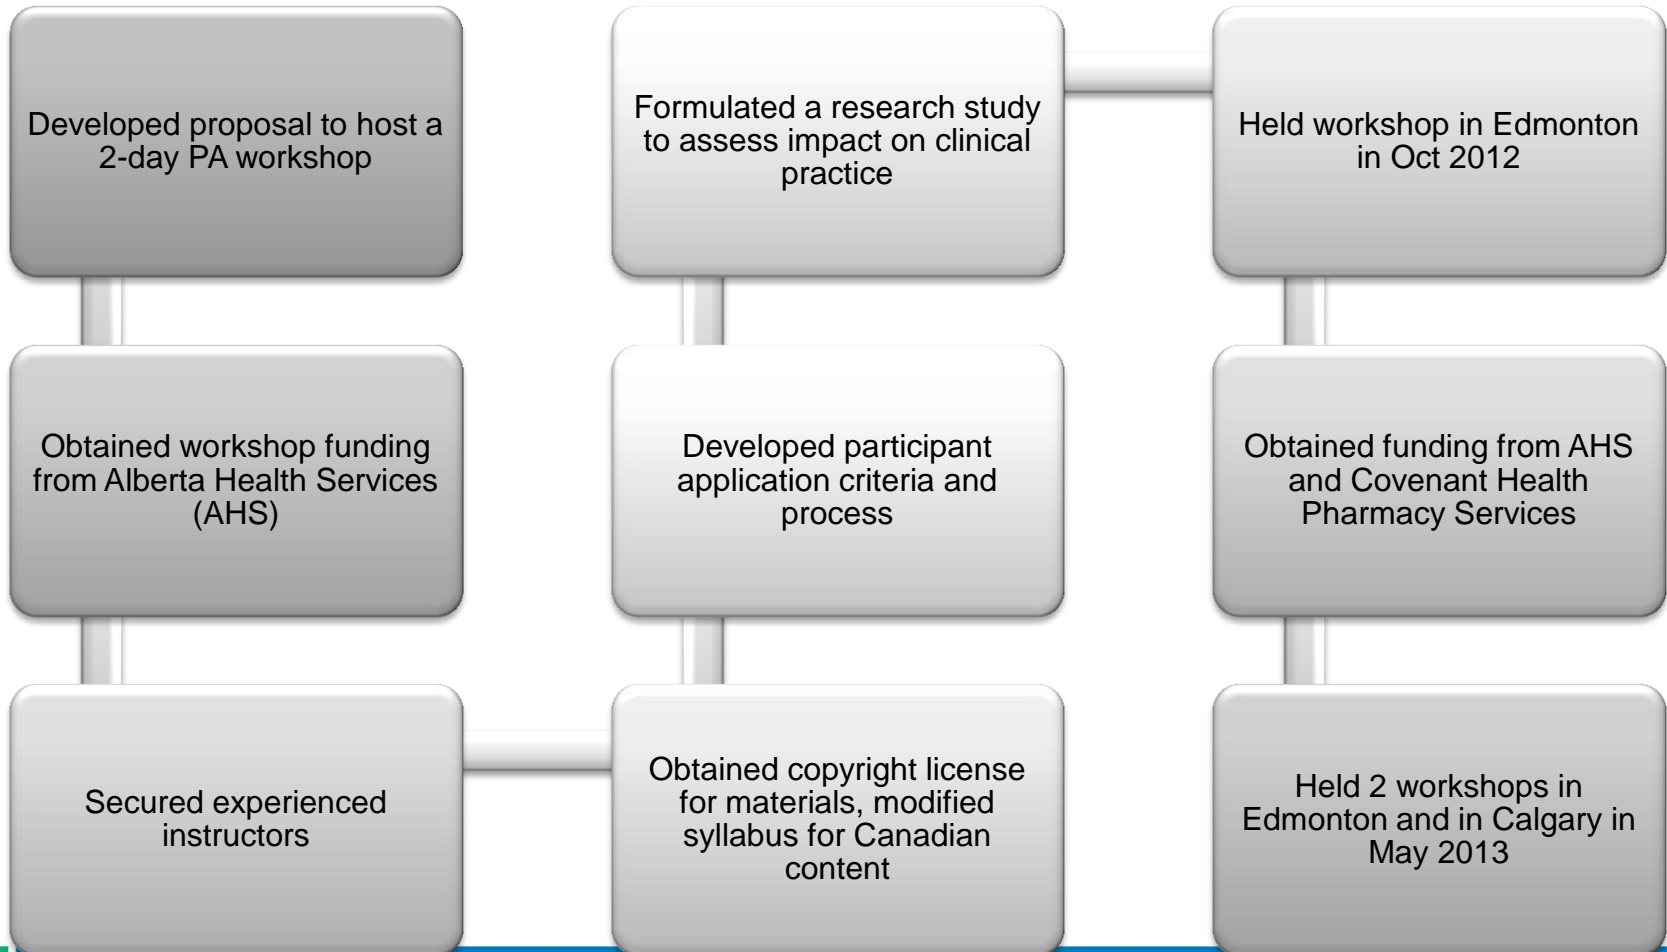 Developed proposal to host a
2-day PA workshop
Obtained workshop funding
from Alberta Health Services
(AHS)
Secured experienced
instructors
Obtained copyright license
for materials, modified
syllabus for Canadian
content
Developed participant
application criteria and
process
Formulated a research study
to assess impact on clinical
practice
Held workshop in Edmonton
in Oct 2012
Obtained funding from AHS
and Covenant Health
Pharmacy Services
Held 2 workshops in
Edmonton and in Calgary in
May 2013